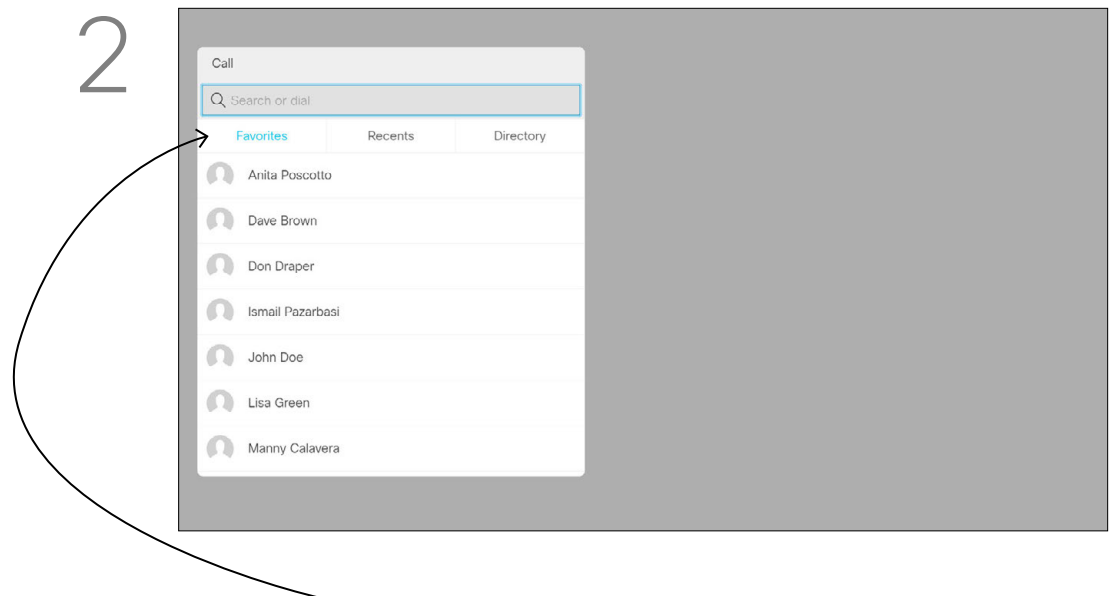 2
Call
Search or dial
Favorites Recents Directory
Anita Poscotto
Dave Brown
Don Draper
Ismail Pazarbasi
John Doe
Lisa Green
Manny Calavera